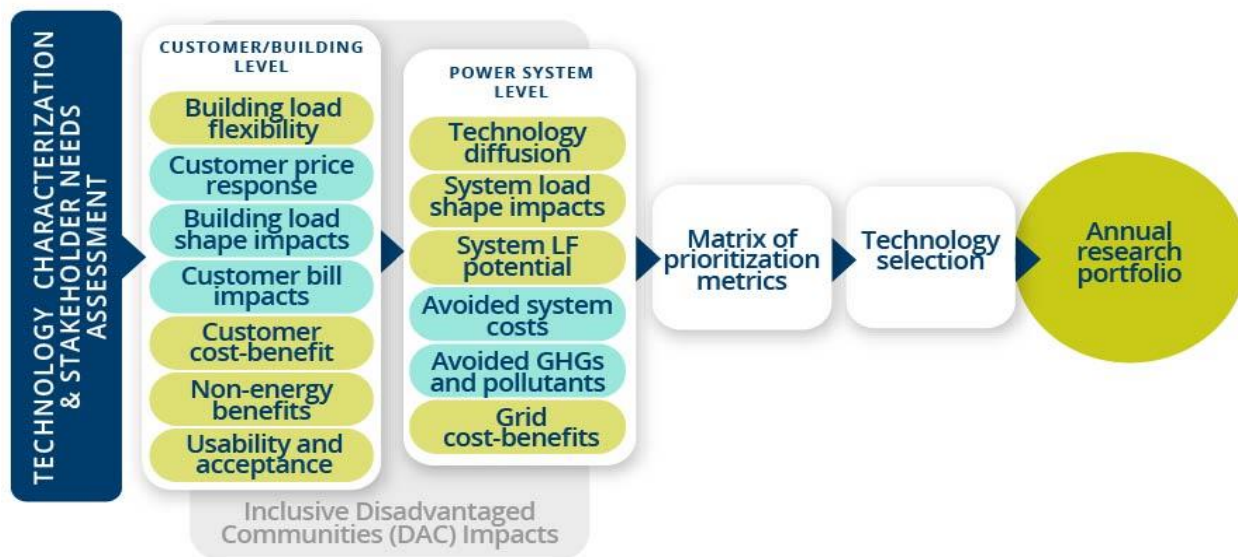 TECHNOLOGY CHARACTERIZATION
& STAKEHOLDER NEEDS
ASSESSMENT
CUSTOMER/BUILDING
LEVEL
Building load
flexibility
Customer price
response
Building load
shape impacts
Customer bill
impacts
Customer
cost-benefit
Non-energy
benefits
Usability and
acceptance
POWER SYSTEM
LEVEL
Technology
diffusion
System load
shape impacts
System LF
potential
Avoided system
costs
Avoided GHGs
and pollutants
Grid
cost-benefits
Inclusive Disadvantaged
Communities (DAC) Impacts
Matrix of
prioritization
metrics
Technology
selection
Annual
research
portfolio